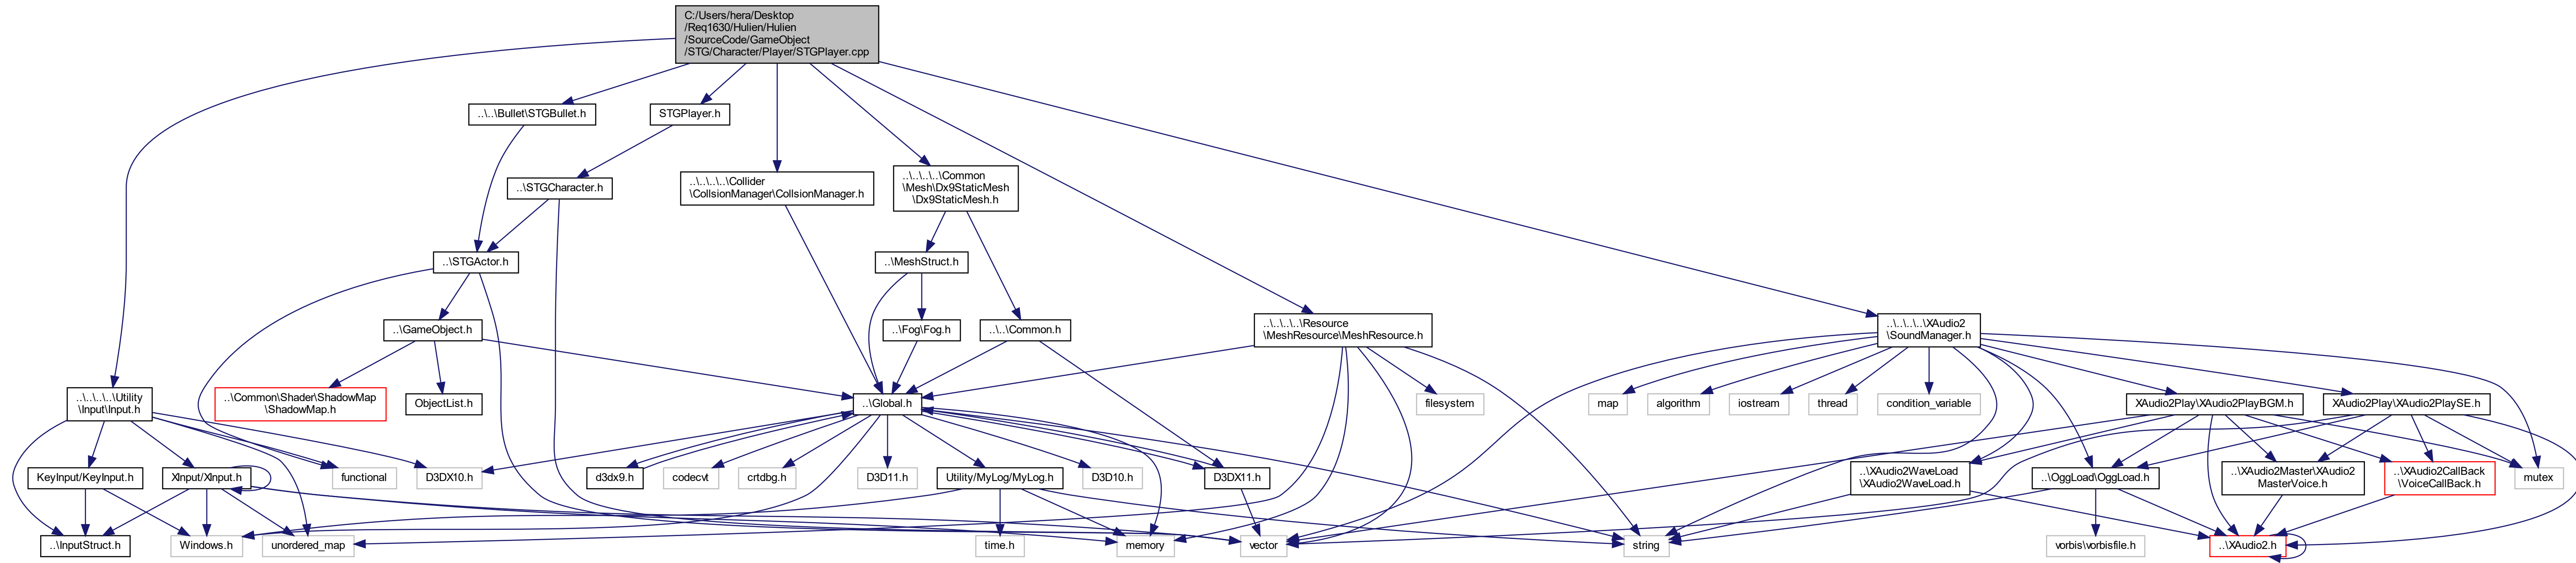 C:/Users/hera/Desktop
/Req1630/Hulien/Hulien
/SourceCode/GameObject
/STG/Character/Player/STGPlayer.cpp
..\..\Bullet\STGBullet.h
STGPlayer.h
..\STGCharacter.h
..\..\..\..\Collider
\CollsionManager\CollsionManager.h
..\..\..\..\Common
\Mesh\Dx9StaticMesh
\Dx9StaticMesh.h
..\STGActor.h
..\MeshStruct.h
..\GameObject.h
..\Fog\Fog.h
..\..\Common.h
..\..\..\..\Resource
\MeshResource\MeshResource.h
..\..\..\..\XAudio2
\SoundManager.h
..\..\..\..\Utility
\Input\Input.h
..\Common\Shader\ShadowMap
\ShadowMap.h
ObjectList.h
..\Global.h
filesystem
map
algorithm
iostream
thread
condition_variable
XAudio2Play\XAudio2PlayBGM.h
XAudio2Play\XAudio2PlaySE.h
KeyInput/KeyInput.h
XInput/XInput.h
functional
D3DX10.h
d3dx9.h
codecvt
crtdbg.h
D3D11.h
Utility/MyLog/MyLog.h
D3D10.h
D3DX11.h
..\XAudio2WaveLoad
\XAudio2WaveLoad.h
..\OggLoad\OggLoad.h
..\XAudio2Master\XAudio2
MasterVoice.h
..\XAudio2CallBack
\VoiceCallBack.h
mutex
..\InputStruct.h
Windows.h
unordered_map
time.h
memory
vector
string
vorbis\vorbisfile.h
..\XAudio2.h